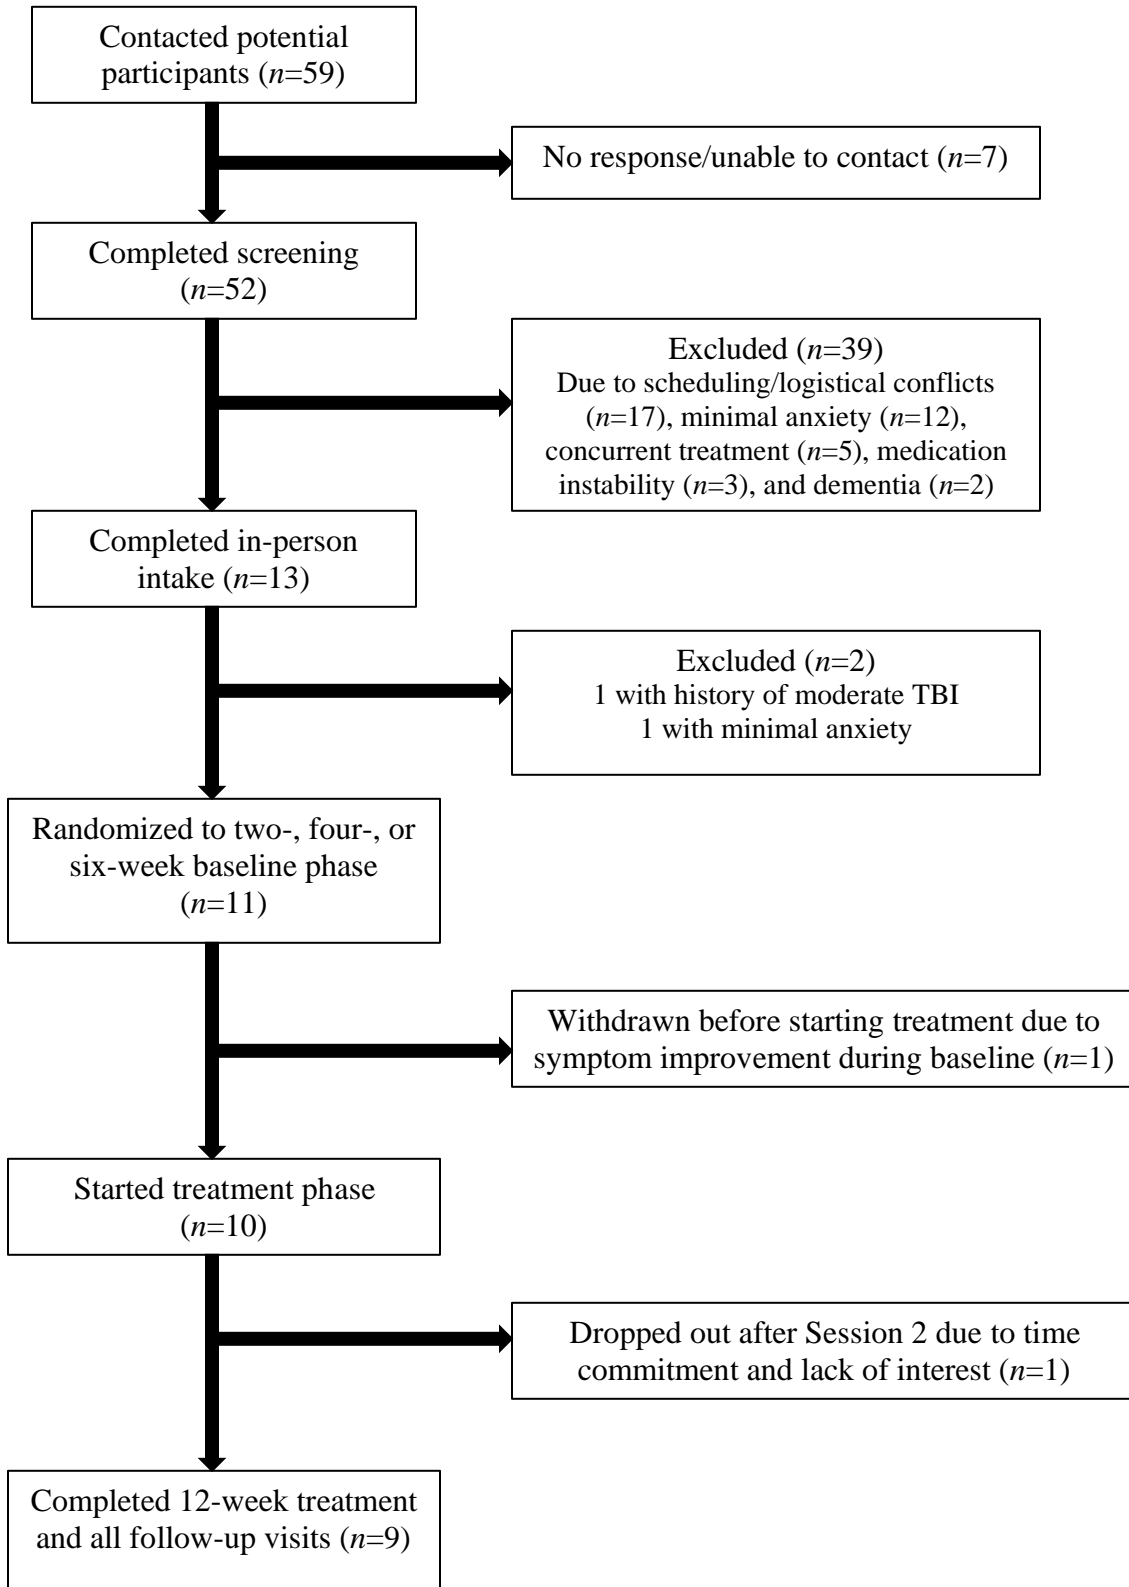 Contacted potential
participants (n=59)
No response/unable to contact (n=7)
Completed screening
(n=52)
Excluded (n=39)
Due to scheduling/logistical conflicts
(n=17), minimal anxiety (n=12),
concurrent treatment (n=5), medication
instability (n=3), and dementia (n=2)
Completed in-person
intake (n=13)
Excluded (n=2)
1 with history of moderate TBI
1 with minimal anxiety
Randomized to two-, four-, or
six-week baseline phase
(n=11)
Withdrawn before starting treatment due to
symptom improvement during baseline (n=1)
Started treatment phase
(n=10)
Dropped out after Session 2 due to time
commitment and lack of interest (n=1)
Completed 12-week treatment
and all follow-up visits (n=9)